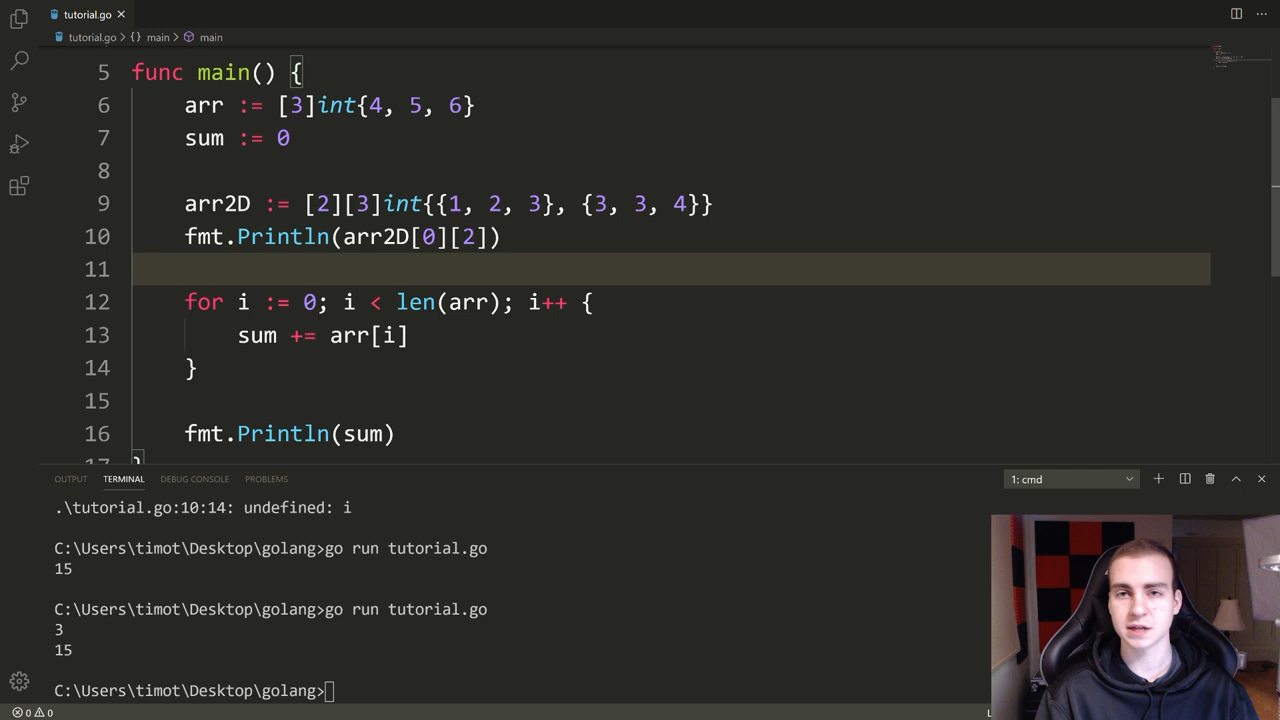 tutorial.go
tutorial.go > {} main > main
5 func main() {
6 arr := [3]int{4, 5, 6}
7 sum := 0
8
9 arr2D := [2][3]int{{1, 2, 3}, {3, 3, 4}}
10 fmt.Println(arr2D[0][2])
11
12 for i := 0; i < len(arr); i++ {
13 sum += arr[i]
14 }
15
16 fmt.Println(sum)
17 }
OUTPUT TERMINAL DEBUG CONSOLE PROBLEMS 1: cmd
.\tutorial.go:10:14: undefined: i
C:\Users\timot\Desktop\golang>go run tutorial.go
15
C:\Users\timot\Desktop\golang>go run tutorial.go
3
15
C:\Users\timot\Desktop\golang>
0 0